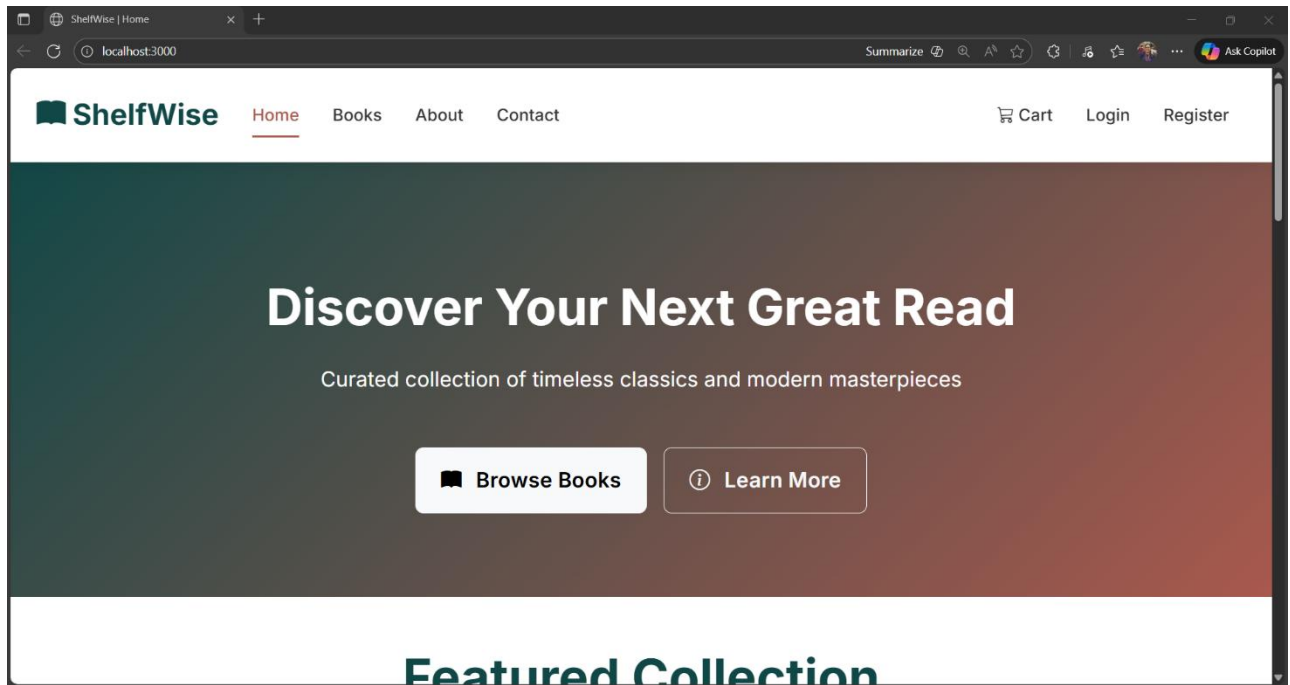 ShelfWise | Home
localhost:3000
Summarize
Ask Copilot
ShelfWise Home Books About Contact Cart Login Register
Discover Your Next Great Read
Curated collection of timeless classics and modern masterpieces
Browse Books Learn More
Featured Collection